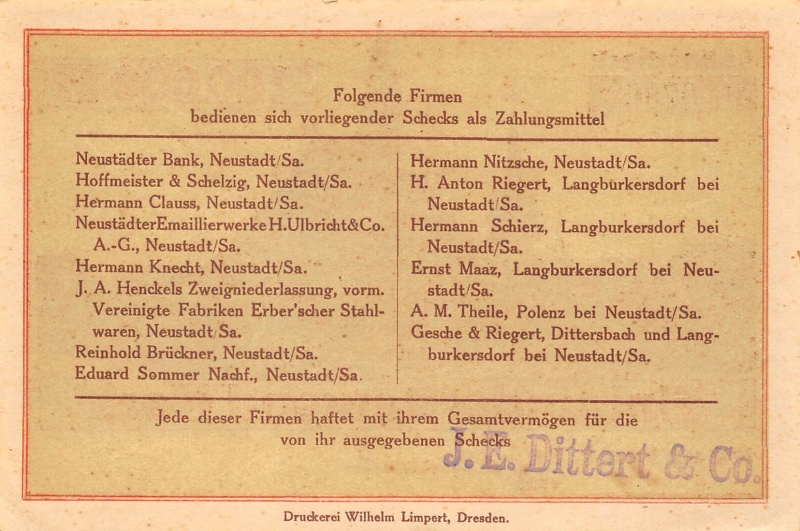 Folgende Firmen
bedienen sich vorliegender Schecks als Zahlungsmittel
Neustädter Bank, Neustadt/Sa.
Hoffmeister & Schelzig, Neustadt/Sa.
Hermann Clauss, Neustadt/Sa.
Neustädter Emaillierwerke H. Ulbricht & Co.
A.-G., Neustadt/Sa.
Hermann Knecht, Neustadt/Sa.
J. A. Henckels Zweigniederlassung, vorm.
Vereinigte Fabriken Erber'scher Stahl-
waren, Neustadt/Sa.
Reinhold Brückner, Neustadt/Sa.
Eduard Sommer Nachf., Neustadt/Sa.
Hermann Nitzsche, Neustadt/Sa.
H. Anton Riegert, Langburkersdorf bei
Neustadt/Sa.
Hermann Schierz, Langburkersdorf bei
Neustadt/Sa.
Ernst Maaz, Langburkersdorf bei Neu-
stadt/Sa.
A. M. Theile, Polenz bei Neustadt/Sa.
Gesche & Riegert, Dittersbach und Lang-
burkersdorf bei Neustadt/Sa.
Jede dieser Firmen haftet mit ihrem Gesamtvermögen für die
von ihr ausgegebenen Schecks
J. E. Dittert & Co.
Druckerei Wilhelm Limpert, Dresden.